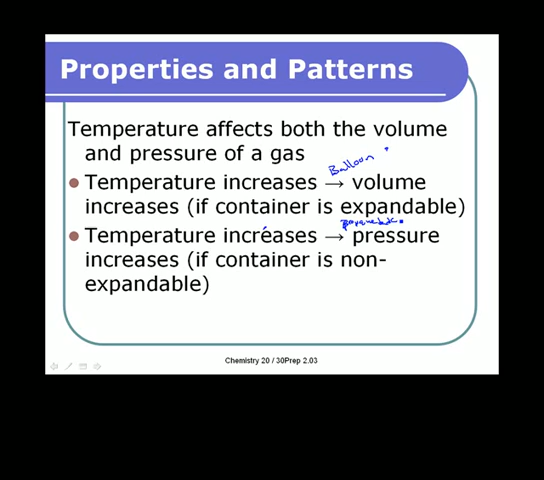 Properties and Patterns
Temperature affects both the volume
and pressure of a gas
Balloon
Temperature increases → volume
increases (if container is expandable)
Temperature increases → pressure
increases (if container is non-
expandable)
Chemistry 20 / 30Prep 2.03